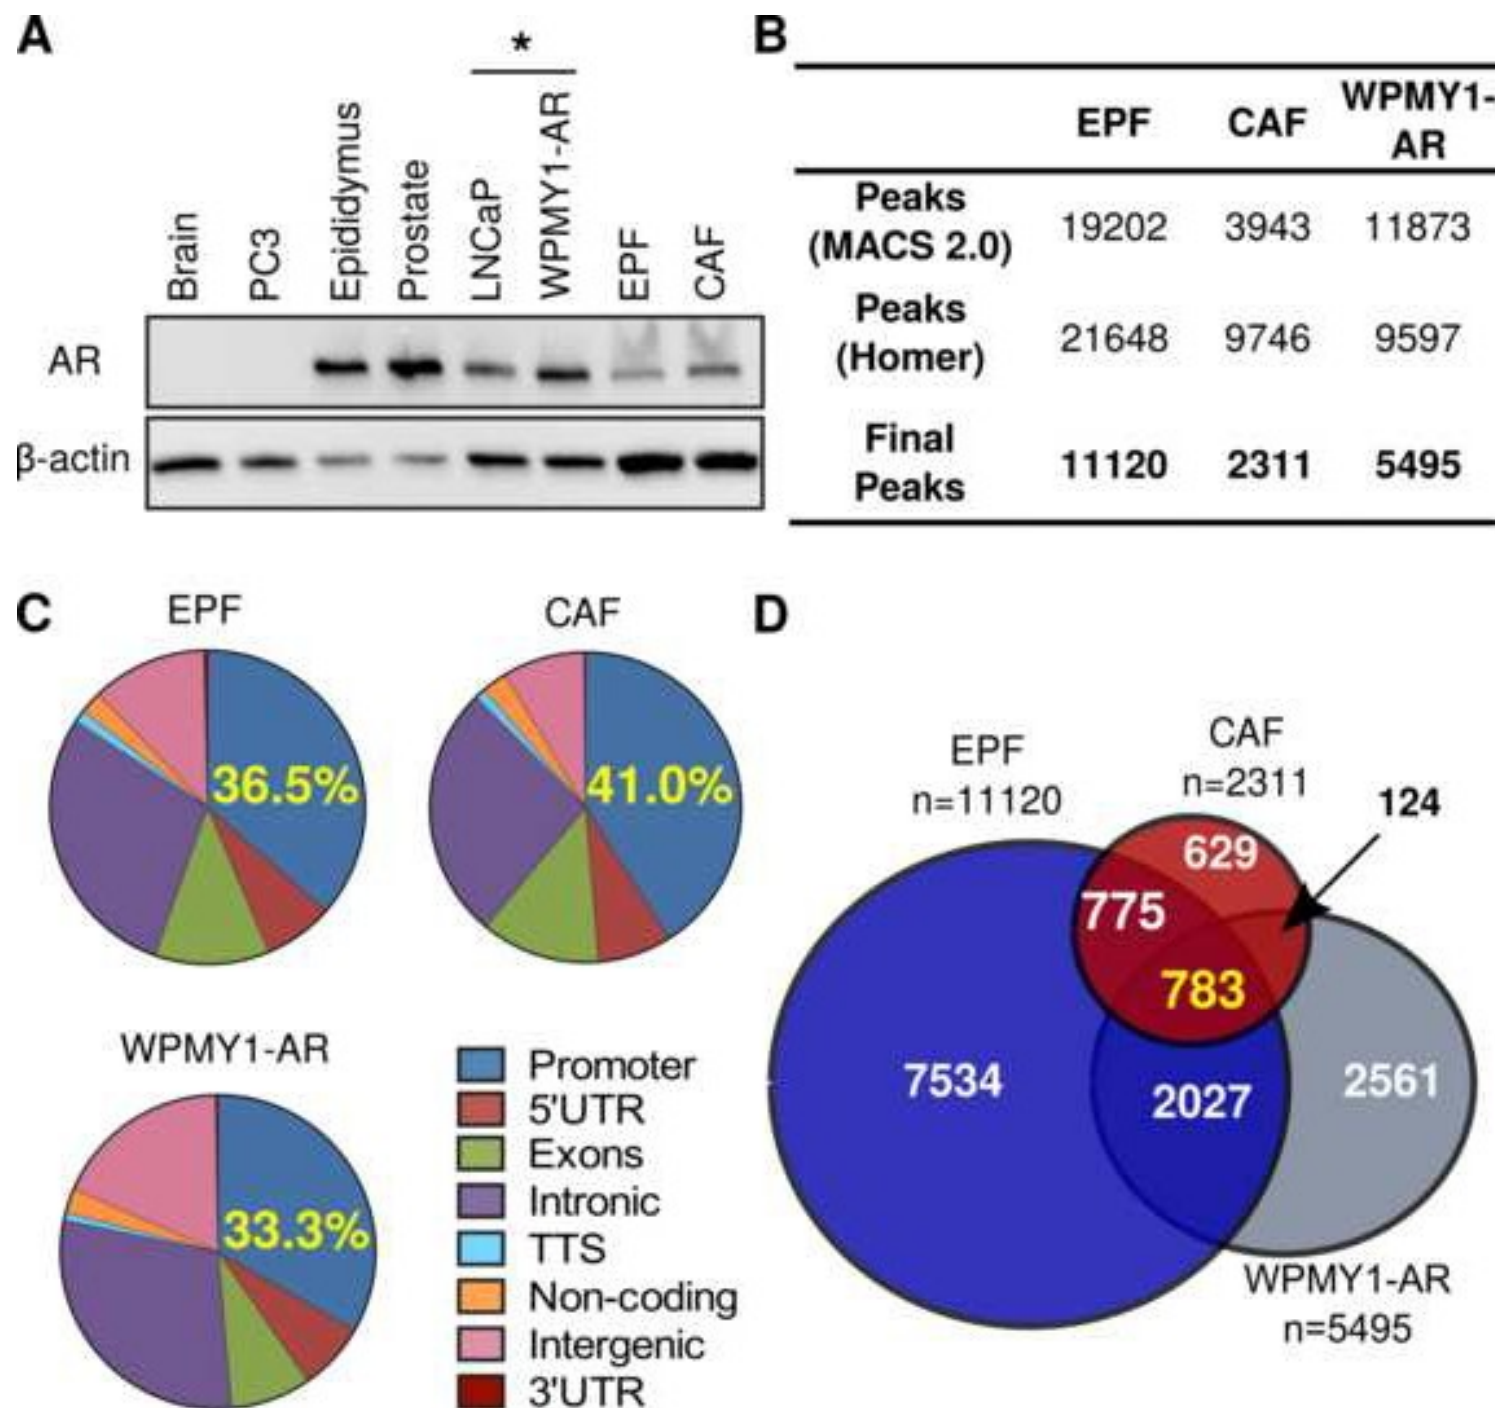 A
*
Brain
PC3
Epididymus
Prostate
LNCaP
WPMY1-AR
EPF
CAF
AR
β-actin
B
EPF CAF WPMY1-
AR
Peaks
(MACS 2.0) 19202 3943 11873
Peaks
(Homer) 21648 9746 9597
Final
Peaks 11120 2311 5495
C
EPF
36.5%
CAF
41.0%
WPMY1-AR
33.3%
Promoter
5'UTR
Exons
Intronic
TTS
Non-coding
Intergenic
3'UTR
D
EPF
n=11120
CAF
n=2311
124
629
775
783
7534
2027
2561
WPMY1-AR
n=5495